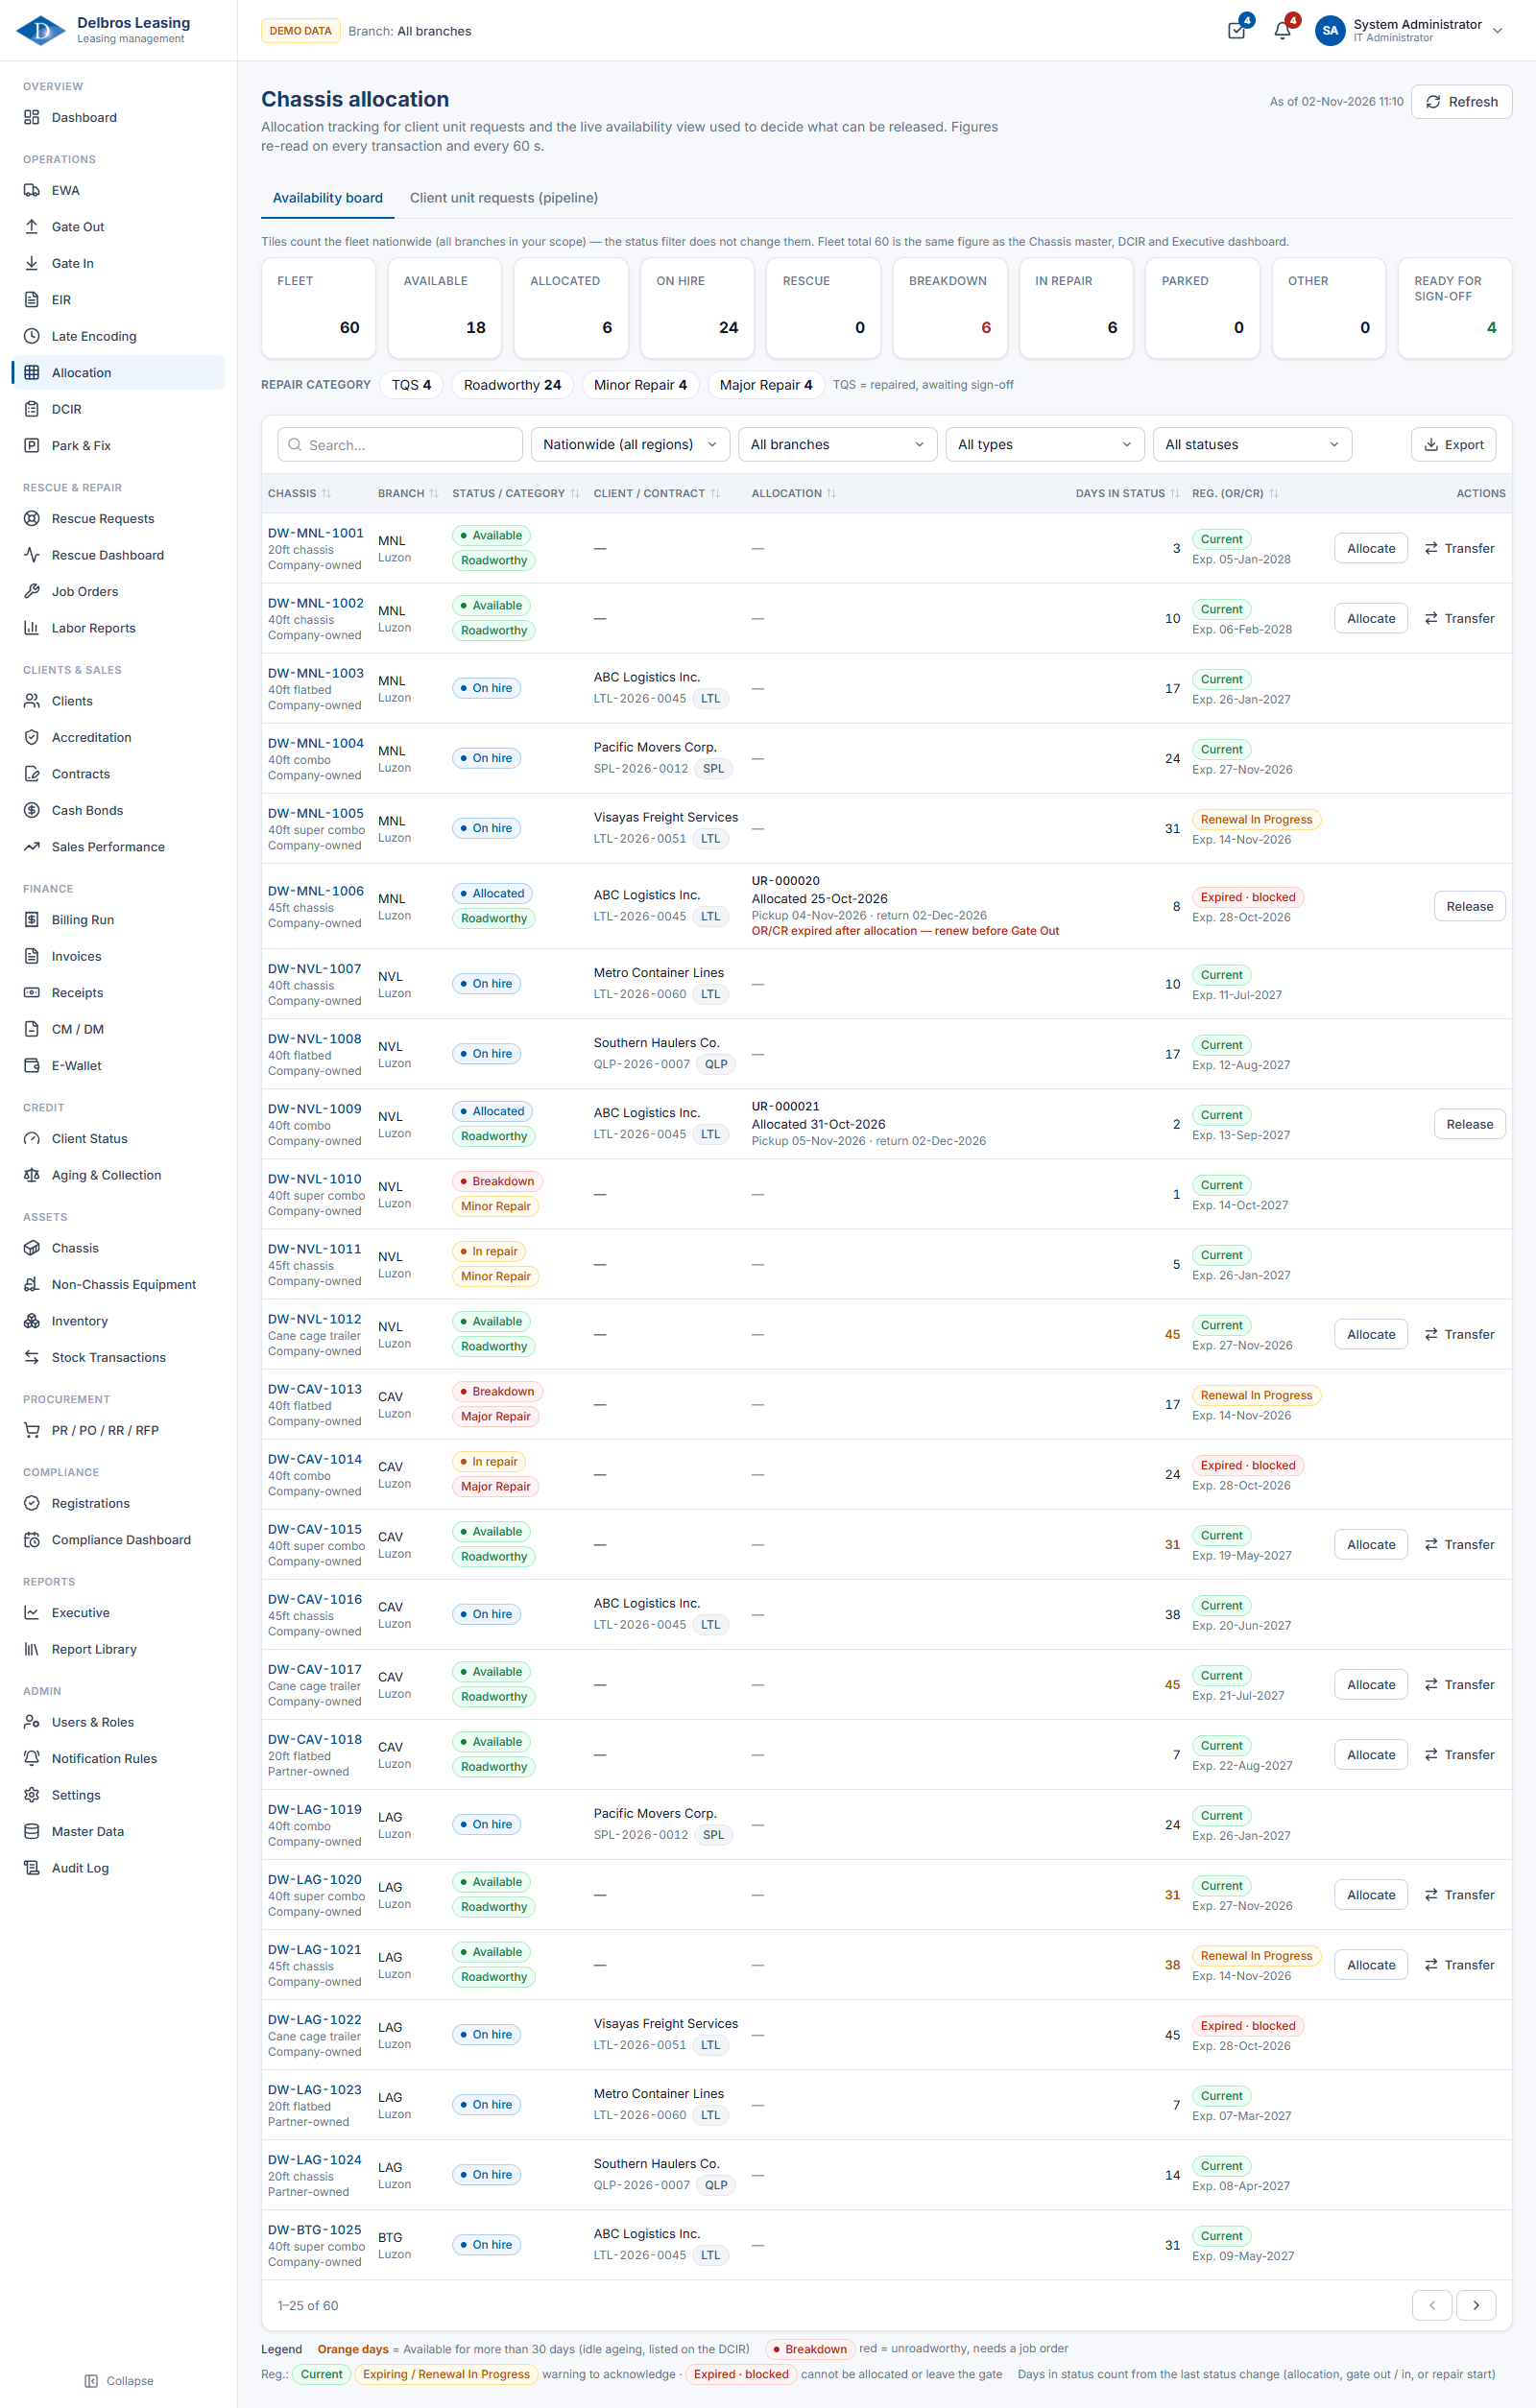 Delbros Leasing
Leasing management
DEMO DATA
Branch: All branches
4
4
SA
System Administrator
IT Administrator
OVERVIEW
Dashboard
OPERATIONS
EWA
Gate Out
Gate In
EIR
Late Encoding
Allocation
DCIR
Park & Fix
RESCUE & REPAIR
Rescue Requests
Rescue Dashboard
Job Orders
Labor Reports
CLIENTS & SALES
Clients
Accreditation
Contracts
Cash Bonds
Sales Performance
FINANCE
Billing Run
Invoices
Receipts
CM / DM
E-Wallet
CREDIT
Client Status
Aging & Collection
ASSETS
Chassis
Non-Chassis Equipment
Inventory
Stock Transactions
PROCUREMENT
PR / PO / RR / RFP
COMPLIANCE
Registrations
Compliance Dashboard
REPORTS
Executive
Report Library
ADMIN
Users & Roles
Notification Rules
Settings
Master Data
Audit Log
Collapse
Chassis allocation
As of 02-Nov-2026 11:10
Refresh
Allocation tracking for client unit requests and the live availability view used to decide what can be released. Figures
re-read on every transaction and every 60 s.
Availability board
Client unit requests (pipeline)
Tiles count the fleet nationwide (all branches in your scope) — the status filter does not change them. Fleet total 60 is the same figure as the Chassis master, DCIR and Executive dashboard.
FLEET 60
AVAILABLE 18
ALLOCATED 6
ON HIRE 24
RESCUE 0
BREAKDOWN 6
IN REPAIR 6
PARKED 0
OTHER 0
READY FOR SIGN-OFF 4
REPAIR CATEGORY TQS 4 Roadworthy 24 Minor Repair 4 Major Repair 4 TQS = repaired, awaiting sign-off
Search... Nationwide (all regions) All branches All types All statuses Export
CHASSIS BRANCH STATUS / CATEGORY CLIENT / CONTRACT ALLOCATION DAYS IN STATUS REG. (OR/CR) ACTIONS
DW-MNL-1001 20ft chassis Company-owned MNL Luzon Available Roadworthy — — 3 Current Exp. 05-Jan-2028 Allocate Transfer
DW-MNL-1002 40ft chassis Company-owned MNL Luzon Available Roadworthy — — 10 Current Exp. 06-Feb-2028 Allocate Transfer
DW-MNL-1003 40ft flatbed Company-owned MNL Luzon On hire ABC Logistics Inc. LTL-2026-0045 LTL — 17 Current Exp. 26-Jan-2027
DW-MNL-1004 40ft combo Company-owned MNL Luzon On hire Pacific Movers Corp. SPL-2026-0012 SPL — 24 Current Exp. 27-Nov-2026
DW-MNL-1005 40ft super combo Company-owned MNL Luzon On hire Visayas Freight Services LTL-2026-0051 LTL — 31 Renewal In Progress Exp. 14-Nov-2026
DW-MNL-1006 45ft chassis Company-owned MNL Luzon Allocated Roadworthy ABC Logistics Inc. LTL-2026-0045 LTL UR-000020 Allocated 25-Oct-2026 Pickup 04-Nov-2026 · return 02-Dec-2026 OR/CR expired after allocation — renew before Gate Out 8 Expired · blocked Exp. 28-Oct-2026 Release
DW-NVL-1007 40ft chassis Company-owned NVL Luzon On hire Metro Container Lines LTL-2026-0060 LTL — 10 Current Exp. 11-Jul-2027
DW-NVL-1008 40ft flatbed Company-owned NVL Luzon On hire Southern Haulers Co. QLP-2026-0007 QLP — 17 Current Exp. 12-Aug-2027
DW-NVL-1009 40ft combo Company-owned NVL Luzon Allocated Roadworthy ABC Logistics Inc. LTL-2026-0045 LTL UR-000021 Allocated 31-Oct-2026 Pickup 05-Nov-2026 · return 02-Dec-2026 2 Current Exp. 13-Sep-2027 Release
DW-NVL-1010 40ft super combo Company-owned NVL Luzon Breakdown Minor Repair — — 1 Current Exp. 14-Oct-2027
DW-NVL-1011 45ft chassis Company-owned NVL Luzon In repair Minor Repair — — 5 Current Exp. 26-Jan-2027
DW-NVL-1012 Cane cage trailer Company-owned NVL Luzon Available Roadworthy — — 45 Current Exp. 27-Nov-2026 Allocate Transfer
DW-CAV-1013 40ft flatbed Company-owned CAV Luzon Breakdown Major Repair — — 17 Renewal In Progress Exp. 14-Nov-2026
DW-CAV-1014 40ft combo Company-owned CAV Luzon In repair Major Repair — — 24 Expired · blocked Exp. 28-Oct-2026
DW-CAV-1015 40ft super combo Company-owned CAV Luzon Available Roadworthy — — 31 Current Exp. 19-May-2027 Allocate Transfer
DW-CAV-1016 45ft chassis Company-owned CAV Luzon On hire ABC Logistics Inc. LTL-2026-0045 LTL — 38 Current Exp. 20-Jun-2027
DW-CAV-1017 Cane cage trailer Company-owned CAV Luzon Available Roadworthy — — 45 Current Exp. 21-Jul-2027 Allocate Transfer
DW-CAV-1018 20ft flatbed Partner-owned CAV Luzon Available Roadworthy — — 7 Current Exp. 22-Aug-2027 Allocate Transfer
DW-LAG-1019 40ft combo Company-owned LAG Luzon On hire Pacific Movers Corp. SPL-2026-0012 SPL — 24 Current Exp. 26-Jan-2027
DW-LAG-1020 40ft super combo Company-owned LAG Luzon Available Roadworthy — — 31 Current Exp. 27-Nov-2026 Allocate Transfer
DW-LAG-1021 45ft chassis Company-owned LAG Luzon Available Roadworthy — — 38 Renewal In Progress Exp. 14-Nov-2026 Allocate Transfer
DW-LAG-1022 Cane cage trailer Company-owned LAG Luzon On hire Visayas Freight Services LTL-2026-0051 LTL — 45 Expired · blocked Exp. 28-Oct-2026
DW-LAG-1023 20ft flatbed Partner-owned LAG Luzon On hire Metro Container Lines LTL-2026-0060 LTL — 7 Current Exp. 07-Mar-2027
DW-LAG-1024 20ft chassis Partner-owned LAG Luzon On hire Southern Haulers Co. QLP-2026-0007 QLP — 14 Current Exp. 08-Apr-2027
DW-BTG-1025 40ft super combo Company-owned BTG Luzon On hire ABC Logistics Inc. LTL-2026-0045 LTL — 31 Current Exp. 09-May-2027
1–25 of 60
Legend Orange days = Available for more than 30 days (idle ageing, listed on the DCIR) Breakdown red = unroadworthy, needs a job order
Reg.: Current Expiring / Renewal In Progress warning to acknowledge · Expired · blocked cannot be allocated or leave the gate Days in status count from the last status change (allocation, gate out / in, or repair start)